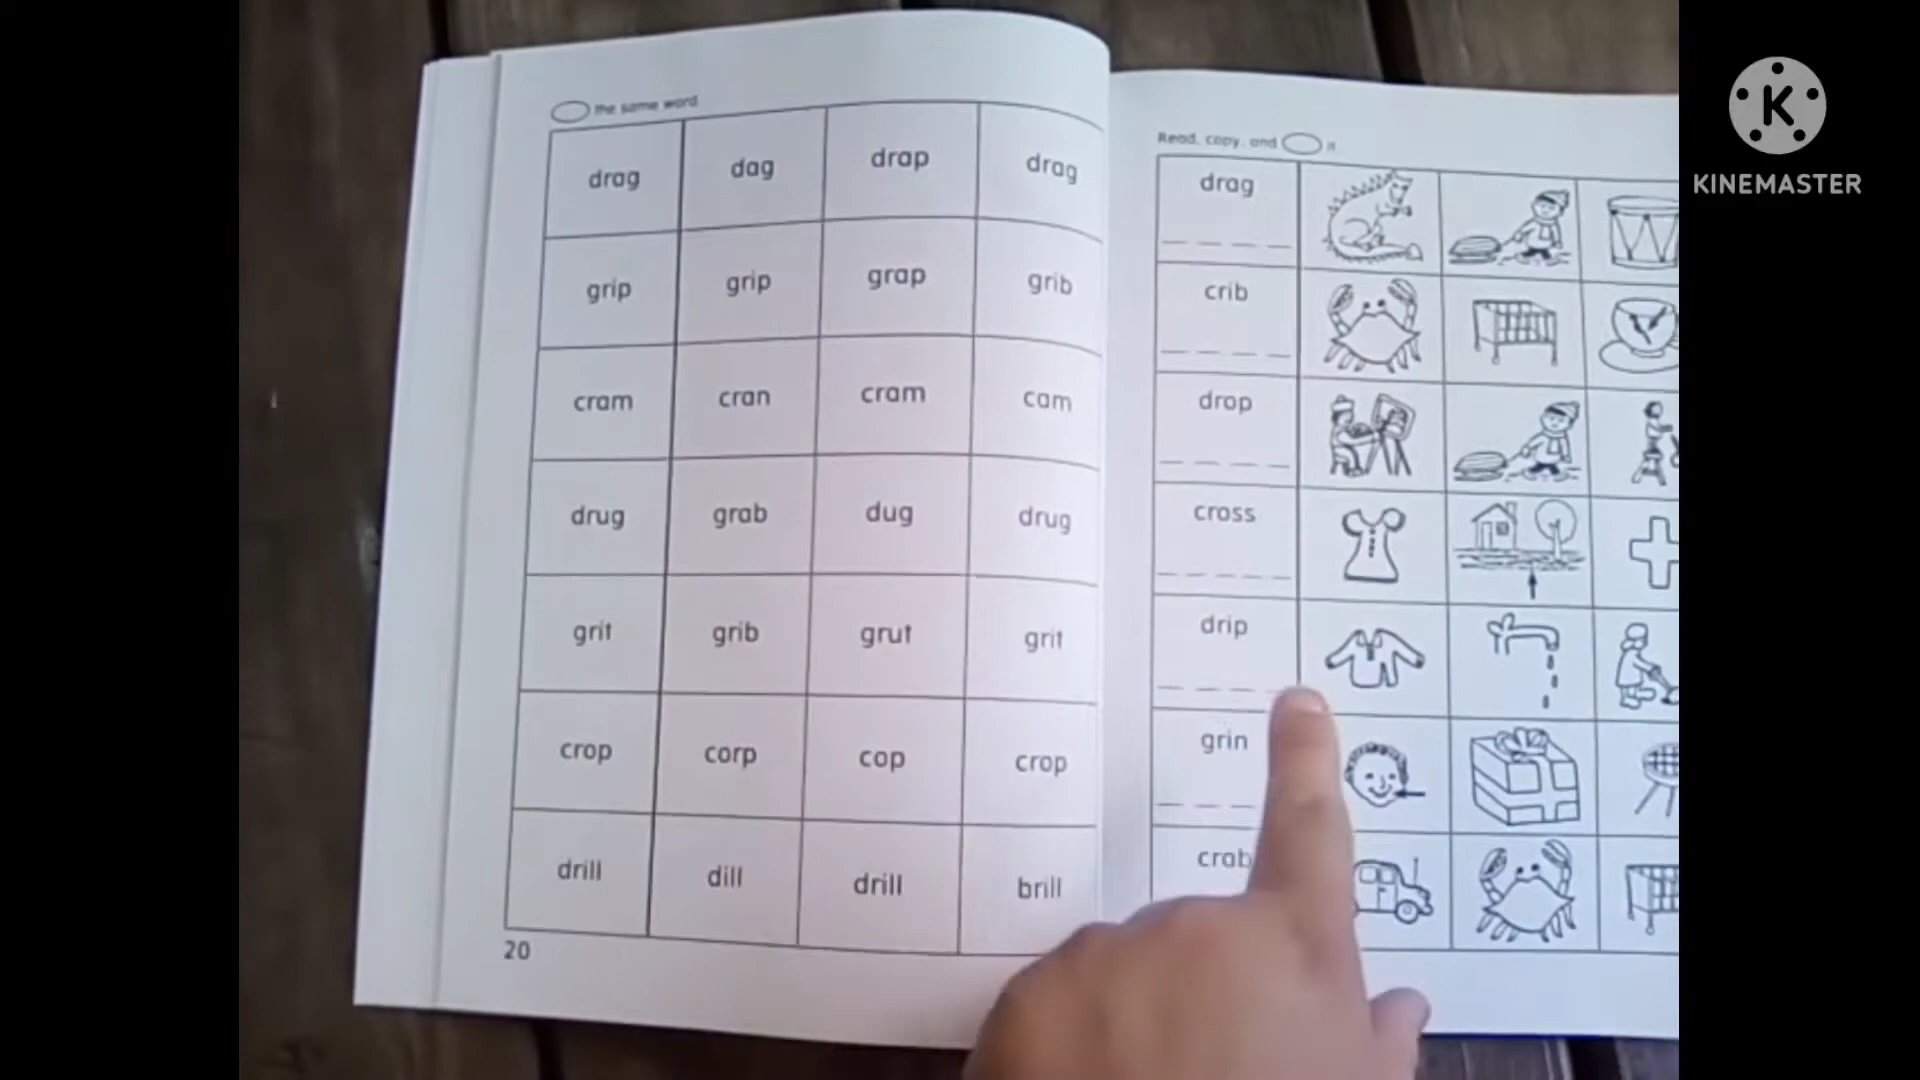 the same word
drag dag drap drag
grip grip grap grib
cram cran cram cam
drug grab dug drug
grit grib grut grit
crop corp cop crop
drill dill drill brill
20
Read, copy, and it
drag
crib
drop
cross
drip
grin
crab
K
KINEMASTER